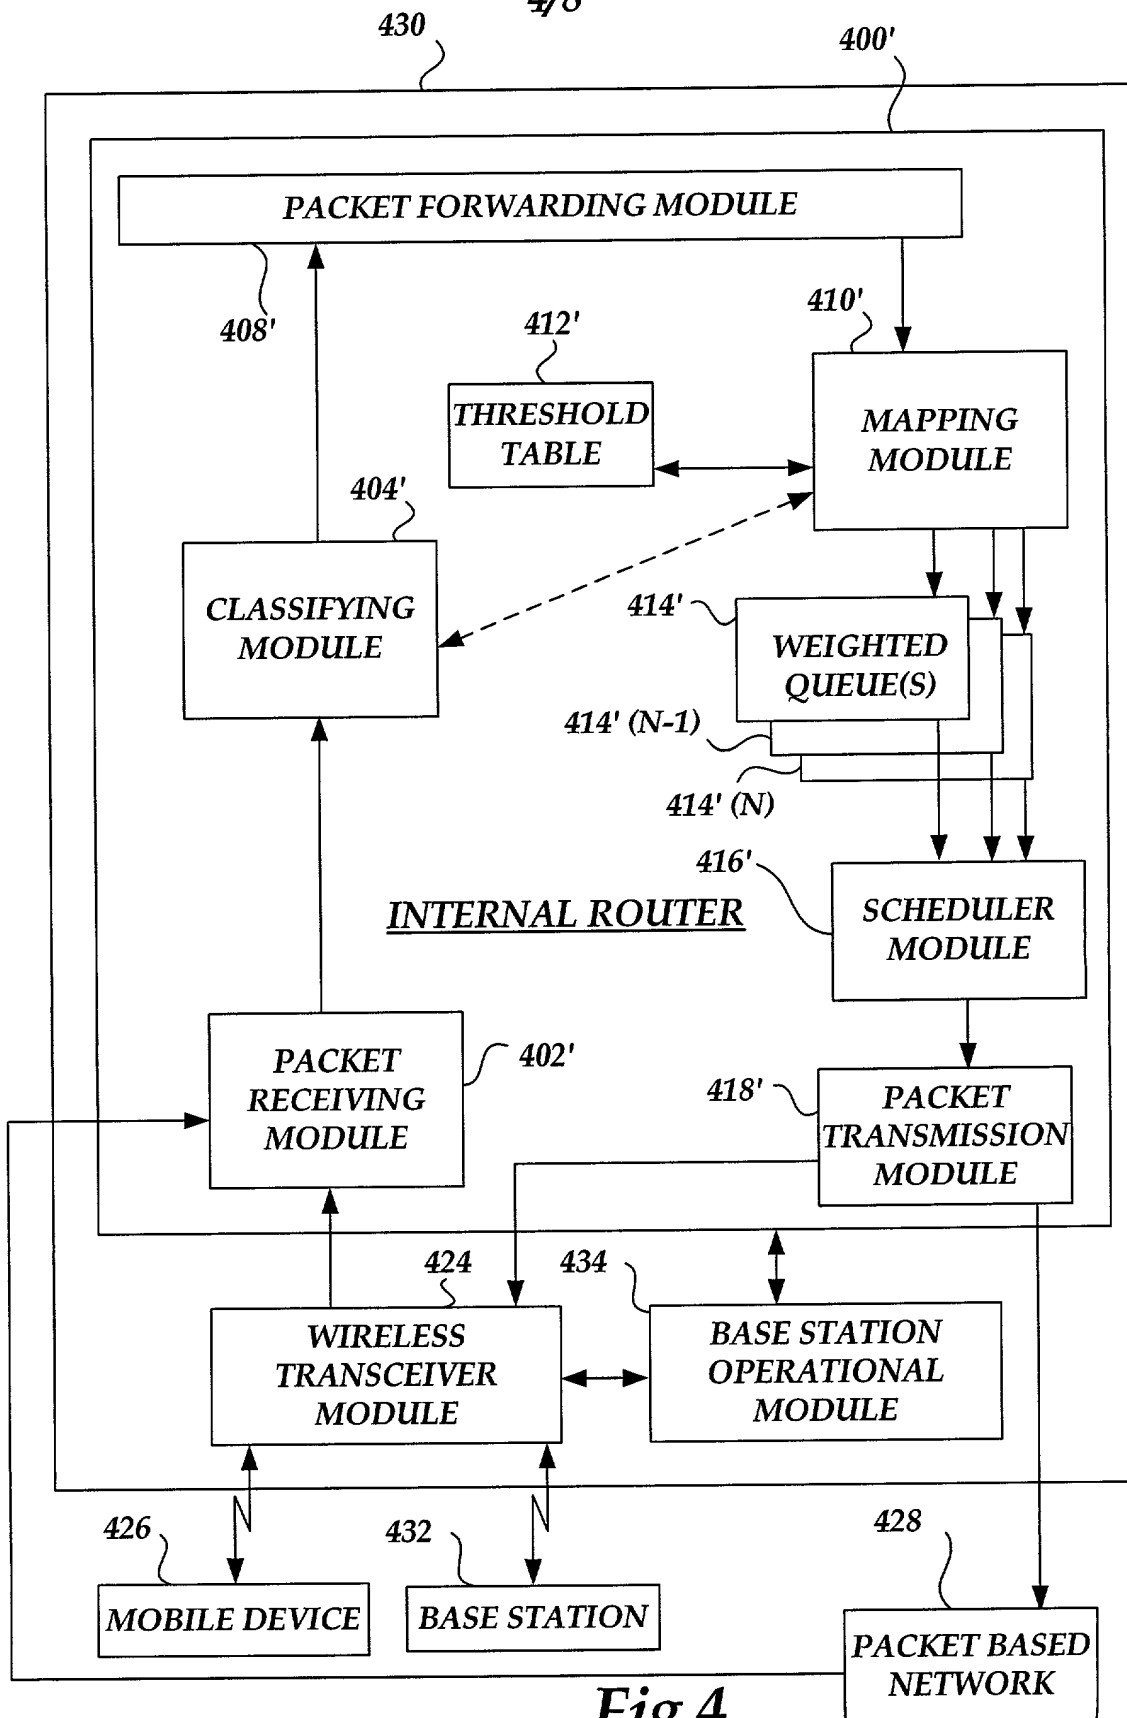 4/8
430
400'
PACKET FORWARDING MODULE
408'
410'
412'
THRESHOLD
TABLE
MAPPING
MODULE
404'
CLASSIFYING
MODULE
414'
WEIGHTED
QUEUE(S)
414' (N-1)
414' (N)
416'
SCHEDULER
MODULE
INTERNAL ROUTER
PACKET
RECEIVING
MODULE
402'
418'
PACKET
TRANSMISSION
MODULE
424
434
WIRELESS
TRANSCEIVER
MODULE
BASE STATION
OPERATIONAL
MODULE
426
432
428
MOBILE DEVICE
BASE STATION
PACKET BASED
NETWORK
Fig 4